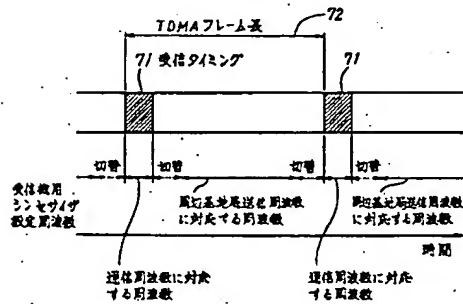 TDMAフレーム長
72
71 受信タイミング
71
切替
切替
切替
切替
受信機用
シンセサイザ
設定周波数
周辺基地局送信周波数
に対応する周波数
周辺基地局送信周波数
に対応する周波数
時間
通信周波数に対応
する周波数
通信周波数に対応
する周波数